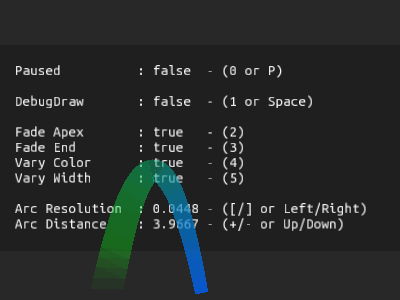 Paused : false - (0 or P)
DebugDraw : false - (1 or Space)
Fade Apex : true - (2)
Fade End : true - (3)
Vary Color : true - (4)
Vary Width : true - (5)
Arc Resolution : 0.0448 - ([/] or Left/Right)
Arc Distance : 3.9667 - (+/- or Up/Down)